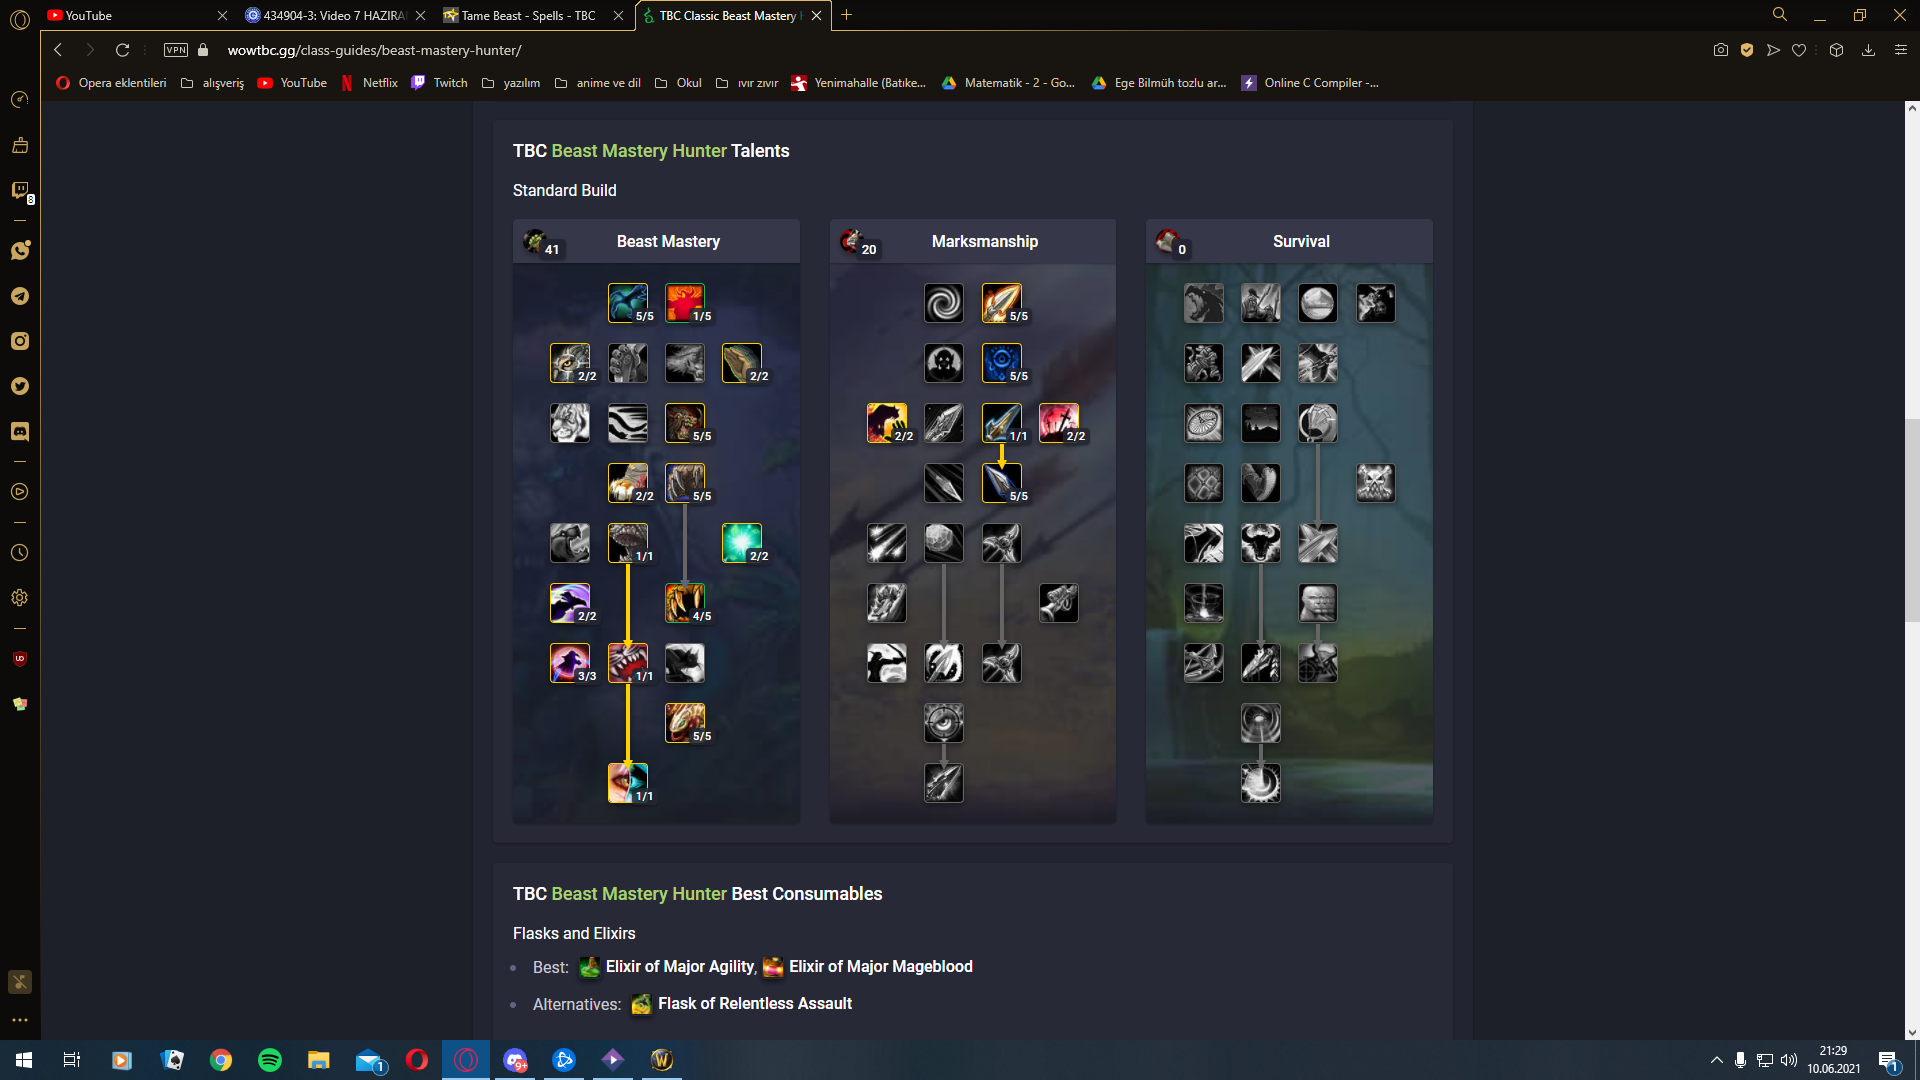 YouTube
434904-3: Video 7 HAZIRA
Tame Beast - Spells - TBC
TBC Classic Beast Mastery H
VPN
wowtbc.gg/class-guides/beast-mastery-hunter/
Opera eklentileri
alışveriş
YouTube
Netflix
Twitch
yazılım
anime ve dil
Okul
ıvır zıvır
Yenimahalle (Batıke...
Matematik - 2 - Go...
Ege Bilmüh tozlu ar...
Online C Compiler -...
8
TBC Beast Mastery Hunter Talents
Standard Build
41 Beast Mastery
5/5 1/5
2/2 2/2
5/5
2/2 5/5
1/1 2/2
2/2 4/5
3/3 1/1
5/5
1/1
20 Marksmanship
5/5
5/5
2/2 1/1 2/2
5/5
0 Survival
TBC Beast Mastery Hunter Best Consumables
Flasks and Elixirs
Best: Elixir of Major Agility, Elixir of Major Mageblood
Alternatives: Flask of Relentless Assault
1
9+
21:29
10.06.2021
1